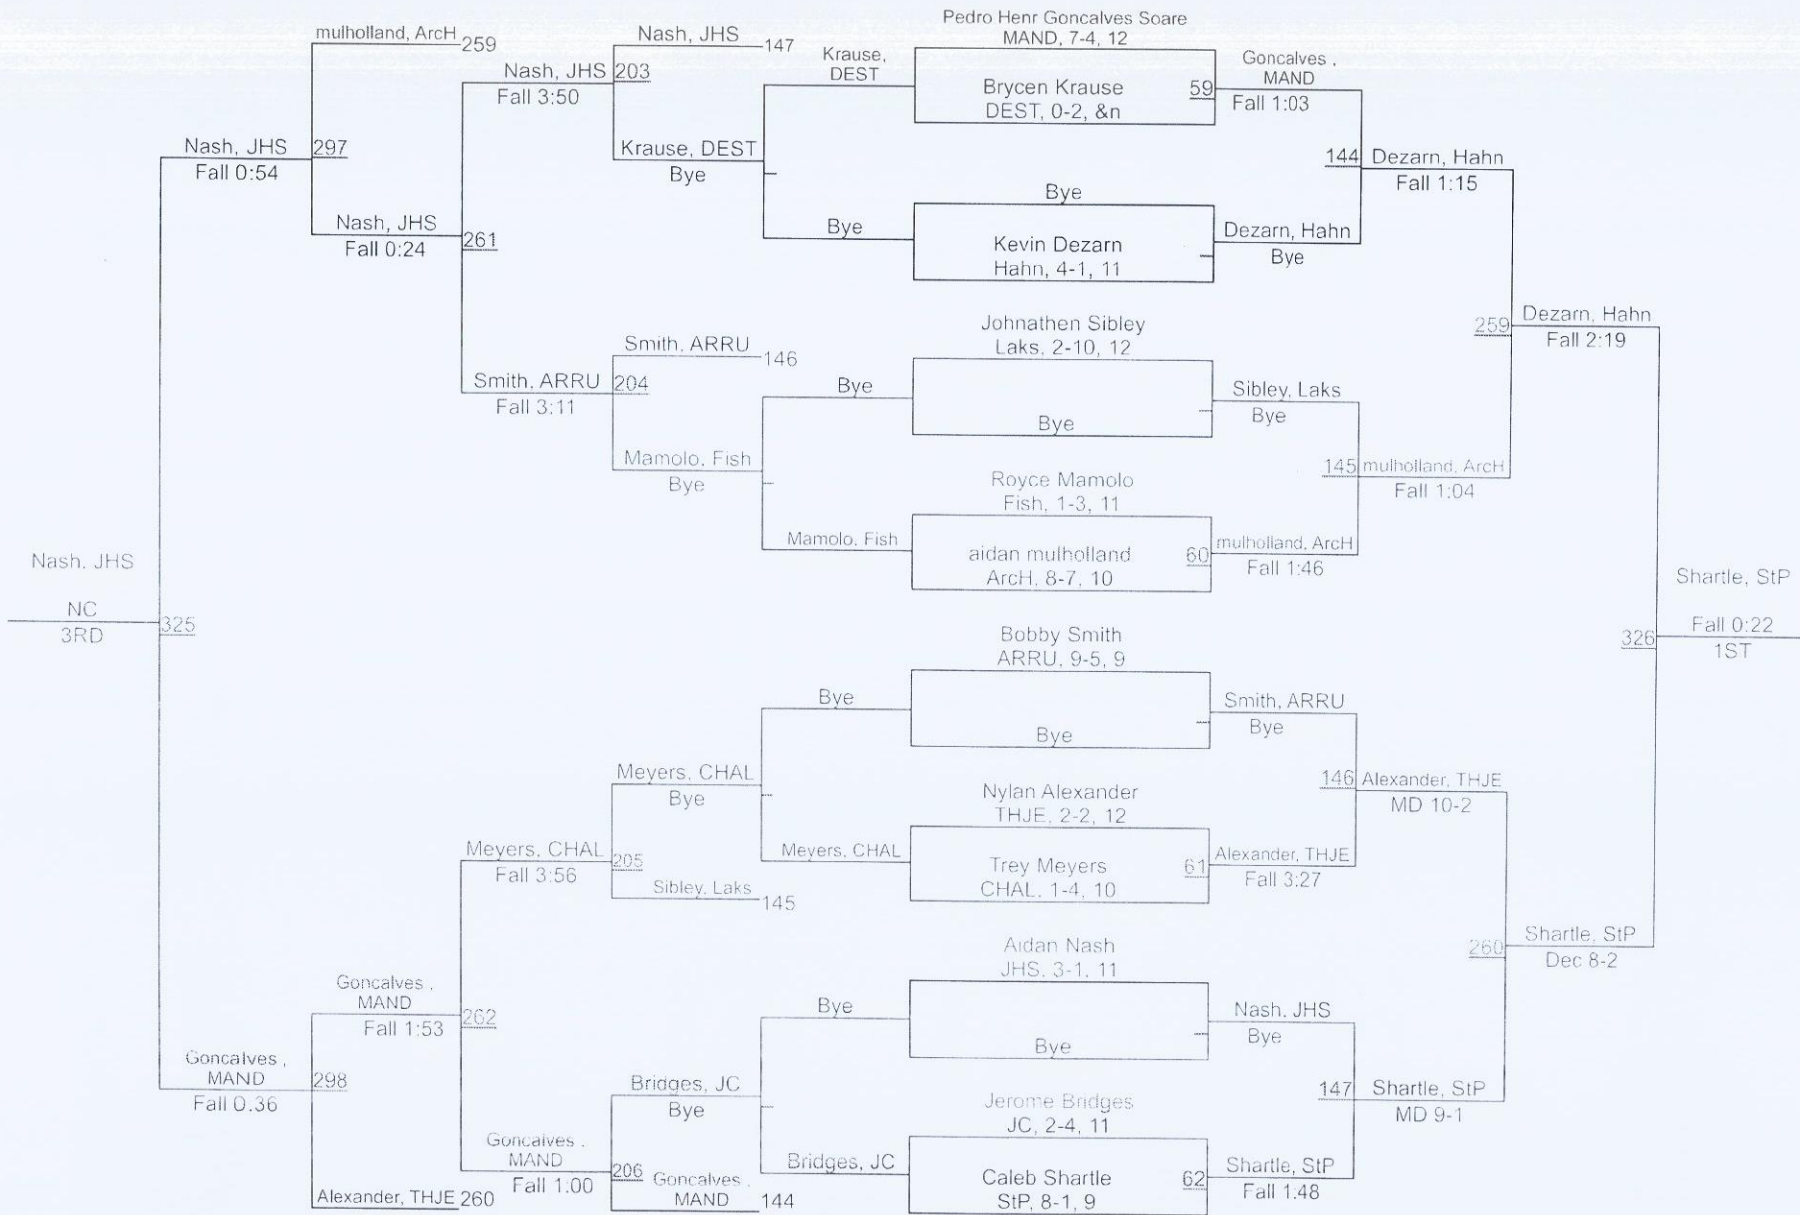 Pedro Henr Goncalves Soare
MAND, 7-4, 12
mulholland, ArcH
259
Nash, JHS
147
Krause,
DEST
Goncalves ,
MAND
Nash, JHS
203
Fall 3:50
Brycen Krause
DEST, 0-2, &n
59
Fall 1:03
Nash, JHS
297
Fall 0:54
Krause, DEST
Bye
144
Dezarn, Hahn
Fall 1:15
Bye
Nash, JHS
Fall 0:24
261
Bye
Kevin Dezarn
Hahn, 4-1, 11
Dezarn, Hahn
Bye
Johnathen Sibley
Laks, 2-10, 12
259
Dezarn, Hahn
Fall 2:19
Smith, ARRU
146
Smith, ARRU
204
Fall 3:11
Bye
Bye
Sibley, Laks
Bye
Mamolo, Fish
Bye
Royce Mamolo
Fish, 1-3, 11
145
mulholland, ArcH
Fall 1:04
Mamolo, Fish
aidan mulholland
ArcH, 8-7, 10
60
mulholland, ArcH
Fall 1:46
Nash, JHS
NC
3RD
325
Shartle, StP
Fall 0:22
1ST
326
Bobby Smith
ARRU, 9-5, 9
Bye
Bye
Smith, ARRU
Bye
Meyers, CHAL
Bye
Nylan Alexander
THJE, 2-2, 12
146
Alexander, THJE
MD 10-2
Meyers, CHAL
205
Fall 3:56
Meyers, CHAL
Trey Meyers
CHAL, 1-4, 10
61
Alexander, THJE
Fall 3:27
Sibley, Laks
145
Aidan Nash
JHS, 3-1, 11
260
Shartle, StP
Dec 8-2
Goncalves ,
MAND
Fall 1:53
262
Bye
Bye
Nash, JHS
Bye
Goncalves ,
MAND
298
Fall 0:36
Bridges, JC
Bye
Jerome Bridges
JC, 2-4, 11
147
Shartle, StP
MD 9-1
Goncalves ,
MAND
206
Fall 1:00
Bridges, JC
Caleb Shartle
StP, 8-1, 9
62
Shartle, StP
Fall 1:48
Alexander, THJE
260
Goncalves ,
MAND
144